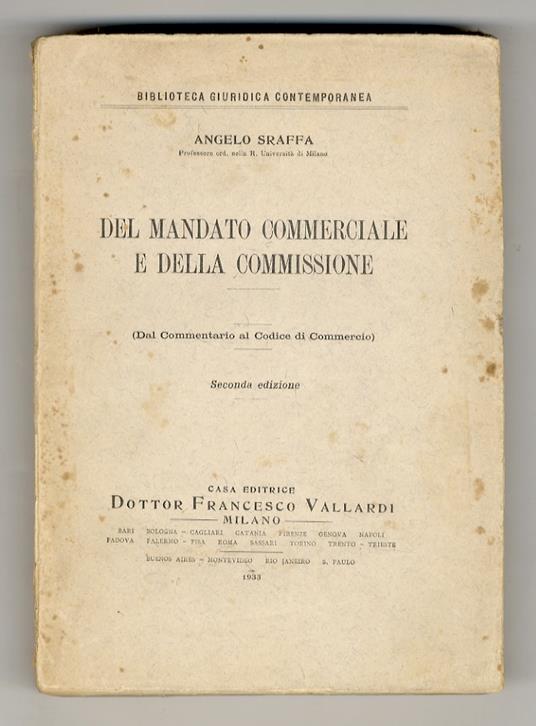 BIBLIOTECA GIURIDICA CONTEMPORANEA
ANGELO SRAFFA
Professore ord. nella R. Università di Milano
DEL MANDATO COMMERCIALE
E DELLA COMMISSIONE
(Dal Commentario al Codice di Commercio)
Seconda edizione
CASA EDITRICE
DOTTOR FRANCESCO VALLARDI
MILANO
BARI BOLOGNA - CAGLIARI CATANIA FIRENZE GENOVA NAPOLI
PADOVA PALERMO - PISA ROMA SASSARI TORINO TRENTO - TRIESTE
BUENOS AIRES - MONTEVIDEO RIO JANEIRO S. PAULO
1933